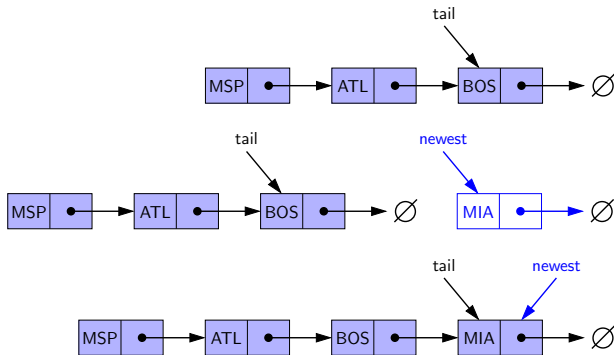 tail
MSP ATL BOS ∅
tail newest
MSP ATL BOS ∅ MIA ∅
tail newest
MSP ATL BOS MIA ∅